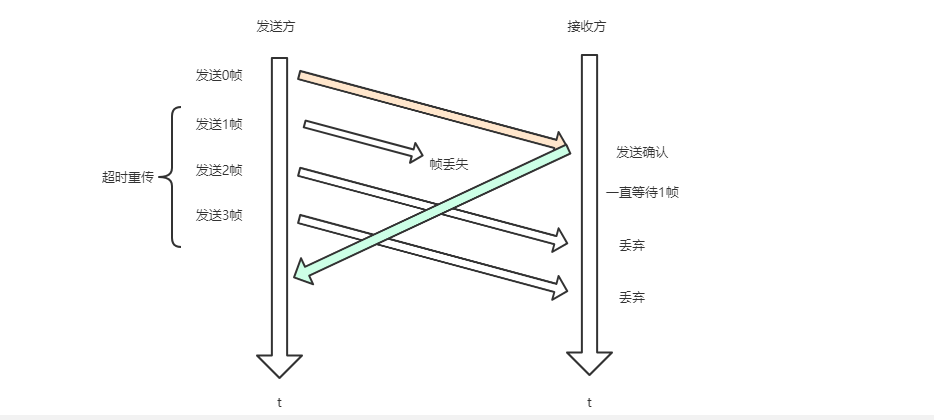 发送方
接收方
发送0帧
发送1帧
发送确认
帧丢失
发送2帧
超时重传
一直等待1帧
发送3帧
丢弃
丢弃
t
t